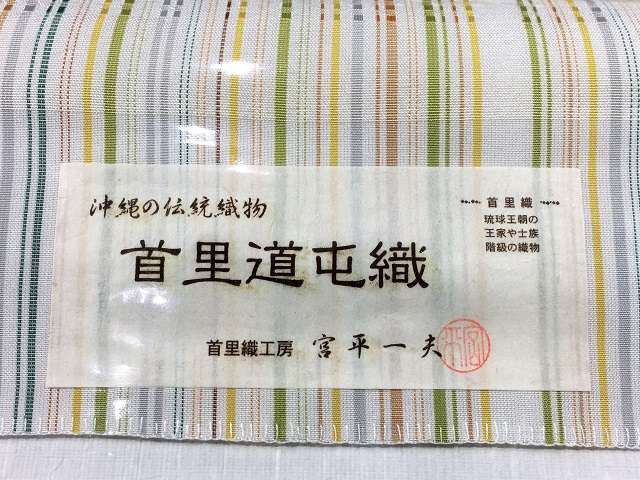 沖縄の伝統織物
首里道屯織
首里織工房 宮平一夫
首里織
琉球王朝の
王家や士族
階級の織物